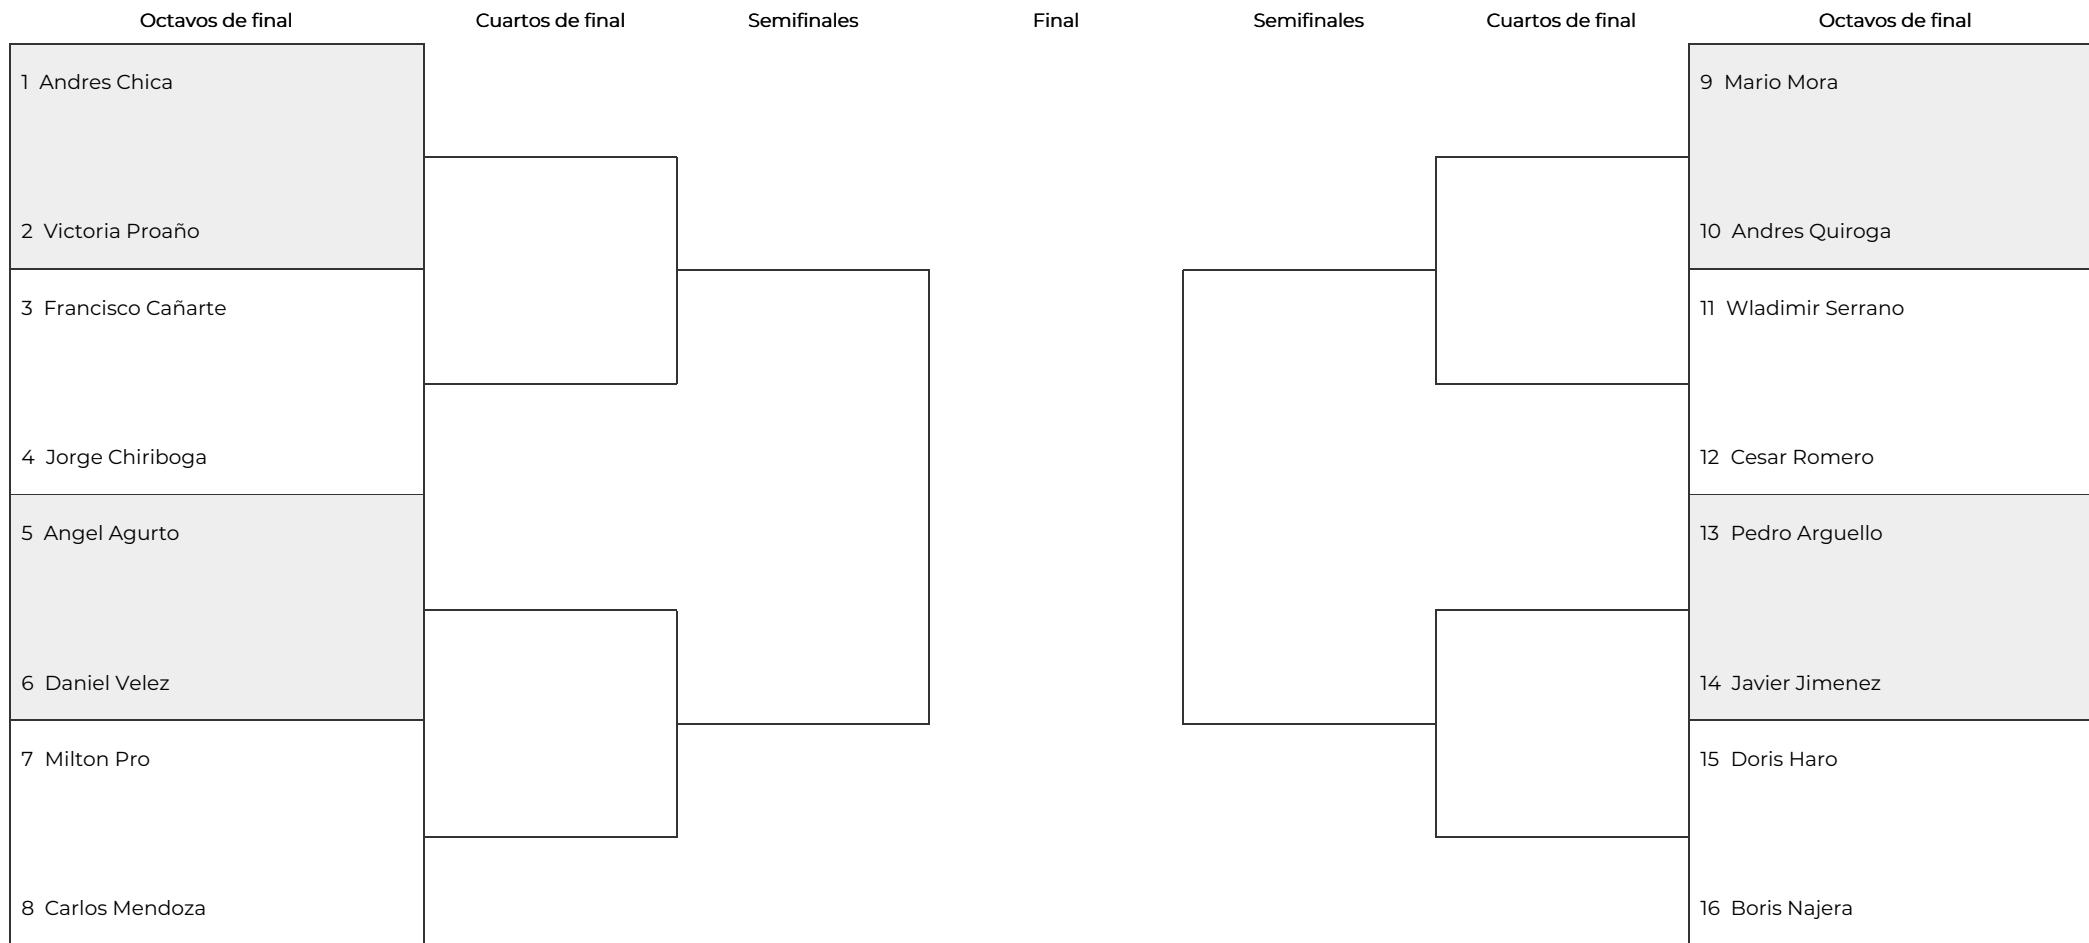 Octavos de final
Cuartos de final
Semifinales
Final
Semifinales
Cuartos de final
Octavos de final
1 Andres Chica
2 Victoria Proaño
3 Francisco Cañarte
4 Jorge Chiriboga
5 Angel Agurto
6 Daniel Velez
7 Milton Pro
8 Carlos Mendoza
9 Mario Mora
10 Andres Quiroga
11 Wladimir Serrano
12 Cesar Romero
13 Pedro Arguello
14 Javier Jimenez
15 Doris Haro
16 Boris Najera